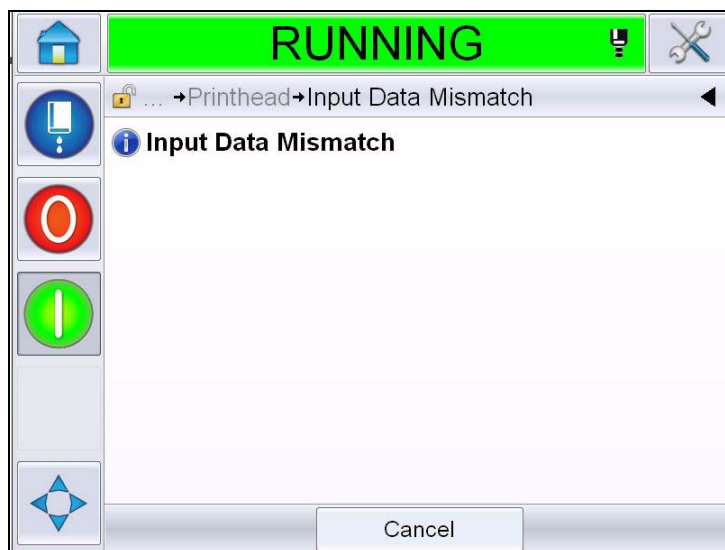 RUNNING
... →Printhead→Input Data Mismatch
Input Data Mismatch
Cancel